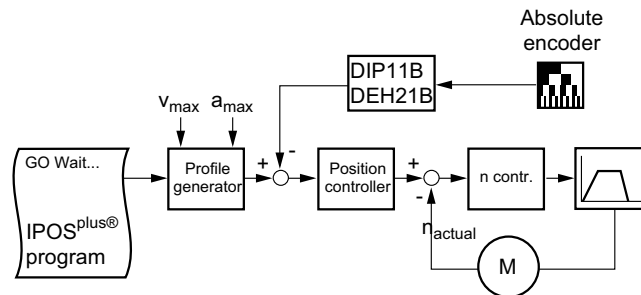 Absolute
encoder
DIP11B
DEH21B
vmax
amax
GO Wait...
IPOSplus®
program
Profile
generator
+
-
Position
controller
+
-
n contr.
nactual
M